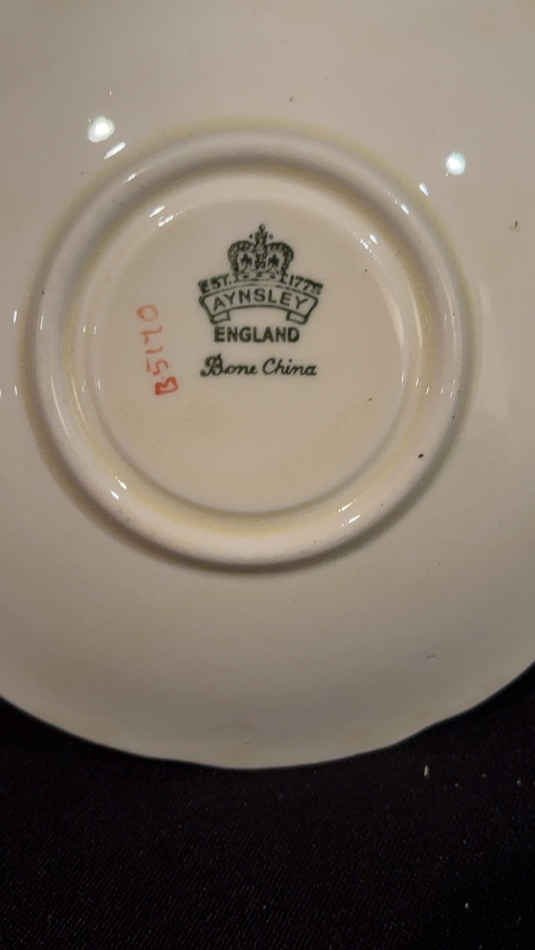 EST. 1775
AYNSLEY
ENGLAND
Bone China
B5170